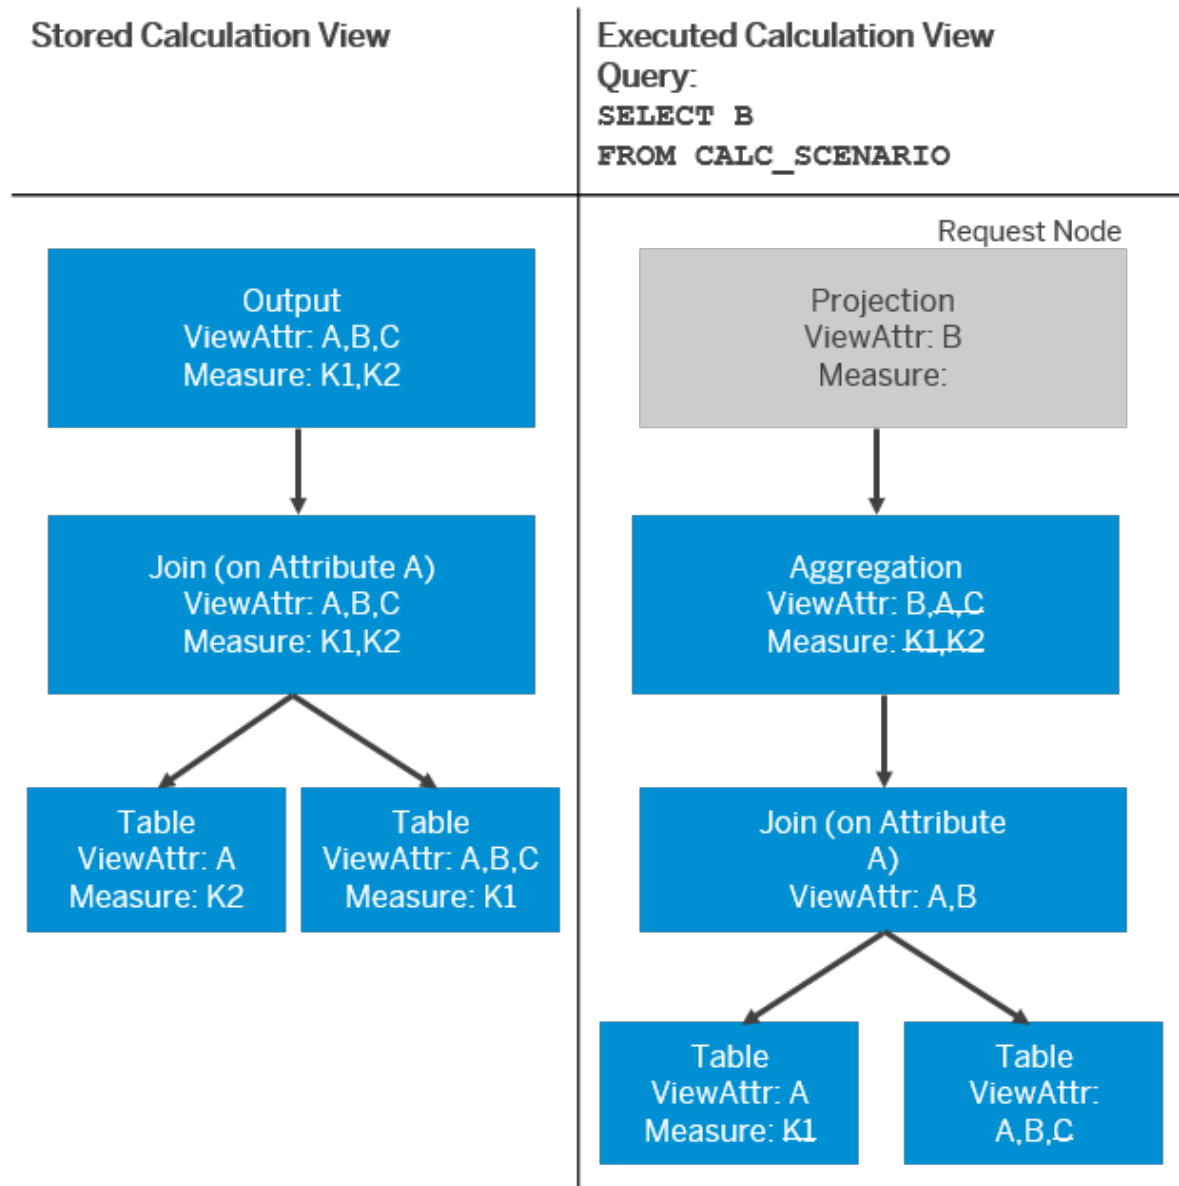 Stored Calculation View
Executed Calculation View
Query:
SELECT B
FROM CALC_SCENARIO
Output
ViewAttr: A,B,C
Measure: K1,K2
Join (on Attribute A)
ViewAttr: A,B,C
Measure: K1,K2
Table
ViewAttr: A
Measure: K2
Table
ViewAttr: A,B,C
Measure: K1
Request Node
Projection
ViewAttr: B
Measure:
Aggregation
ViewAttr: B,A,C
Measure: K1,K2
Join (on Attribute
A)
ViewAttr: A,B
Table
ViewAttr: A
Measure: K1
Table
ViewAttr:
A,B,C